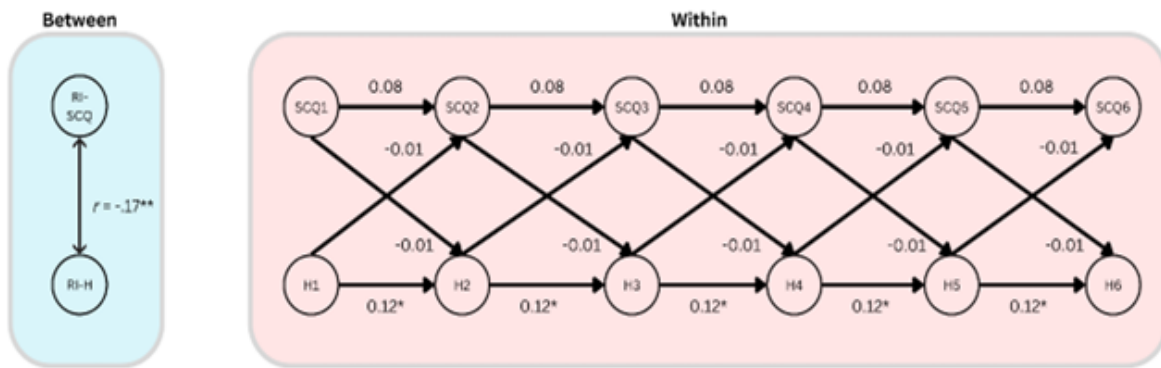 Between
Within
RI-
SCQ
r = -.17**
RI-H
SCQ1
0.08
SCQ2
0.08
SCQ3
0.08
SCQ4
0.08
SCQ5
0.08
SCQ6
-0.01
-0.01
-0.01
-0.01
-0.01
-0.01
-0.01
-0.01
-0.01
-0.01
H1
H2
H3
H4
H5
H6
0.12*
0.12*
0.12*
0.12*
0.12*